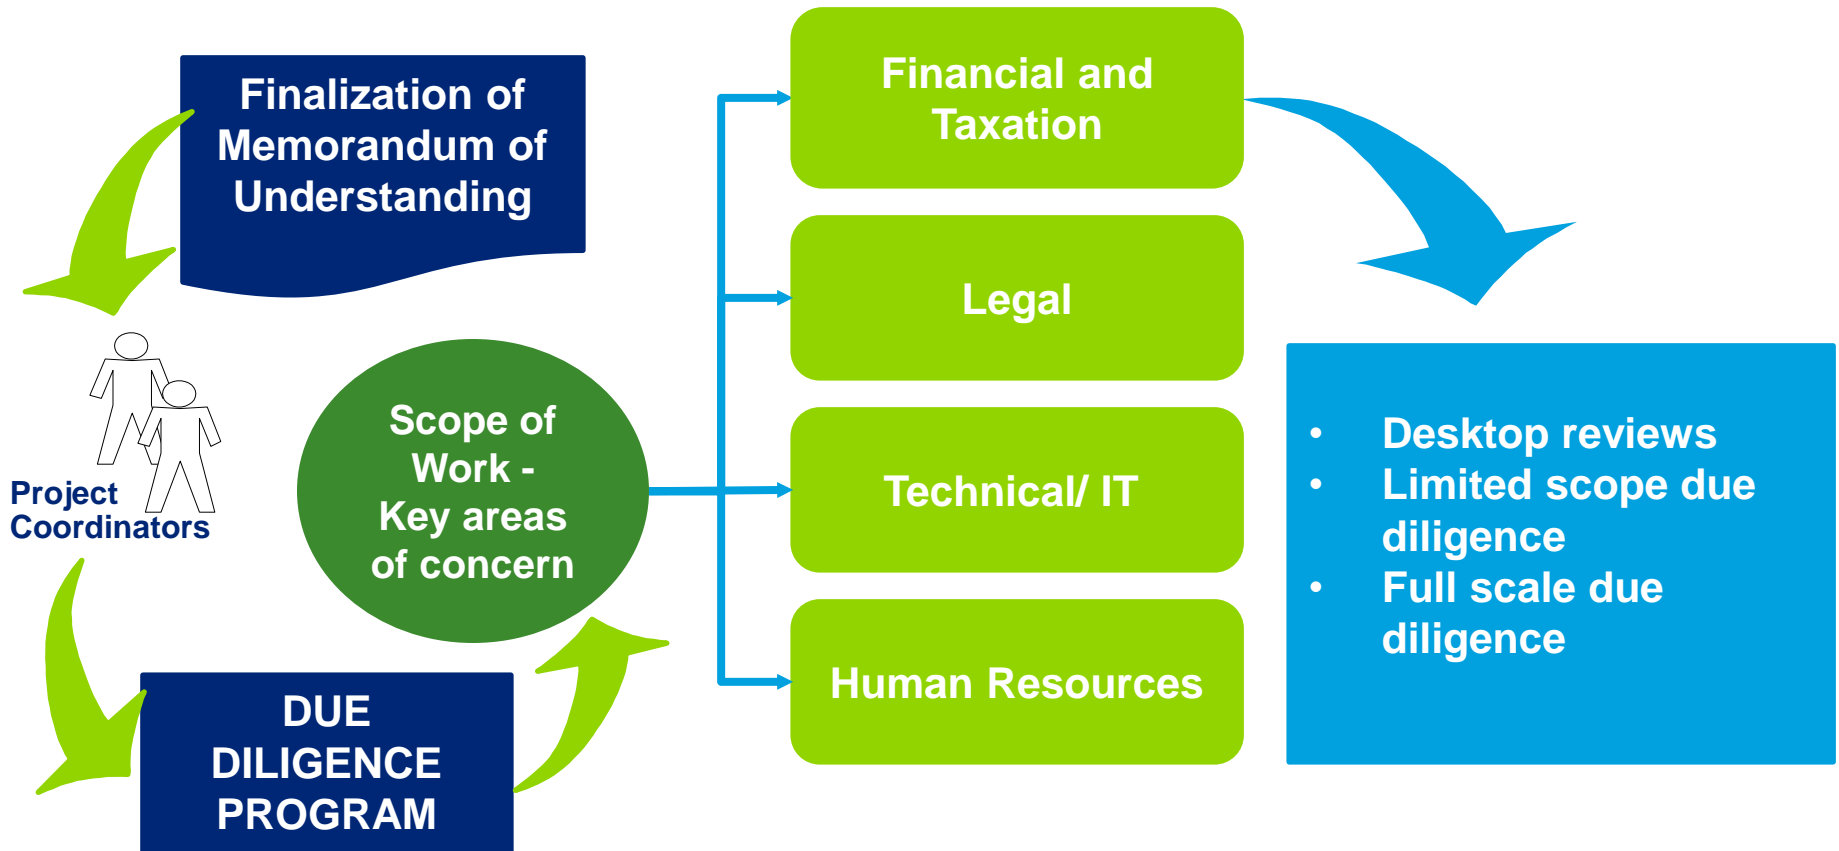 Finalization of
Memorandum of
Understanding
Project
Coordinators
DUE
DILIGENCE
PROGRAM
Scope of
Work -
Key areas
of concern
Financial and
Taxation
Legal
Technical/ IT
Human Resources
• Desktop reviews
• Limited scope due
diligence
• Full scale due
diligence